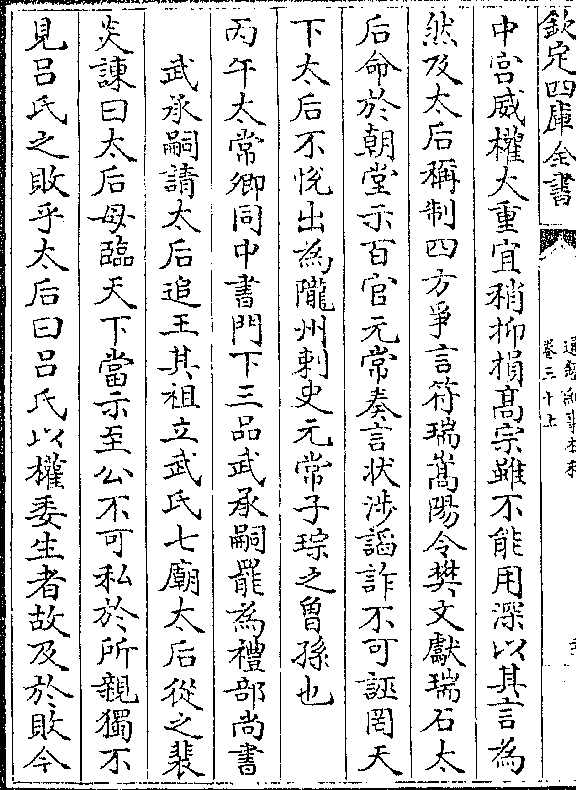 欽定四庫全書
通鑑紀事本末
卷三十上
中宫威權太重宜稍抑損髙宗雖不能用深以其言為
然及太后稱制四方爭言符瑞嵩陽令樊文獻瑞石太
后命於朝堂示百官元常奏言状渉謟詐不可誣罔天
下太后不悦出為隴州刺史元常子琮之曽孫也
丙午太常卿同中書門下三品武承嗣罷為禮部尚書
武承嗣請太后追王其祖立武氏七廟太后從之裴
炎諫曰太后母臨天下當示至公不可私於所親獨不
見吕氏之敗乎太后曰吕氏以權委生者故及於敗今